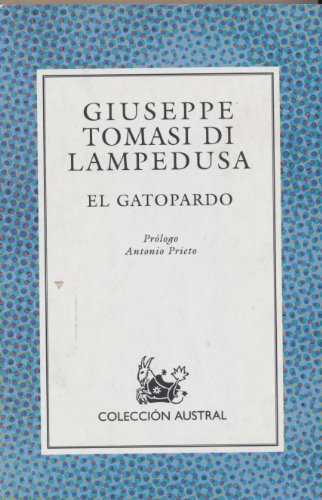 GIUSEPPE
TOMASI DI
LAMPEDUSA
EL GATOPARDO
Prólogo
Antonio Prieto
COLECCIÓN AUSTRAL